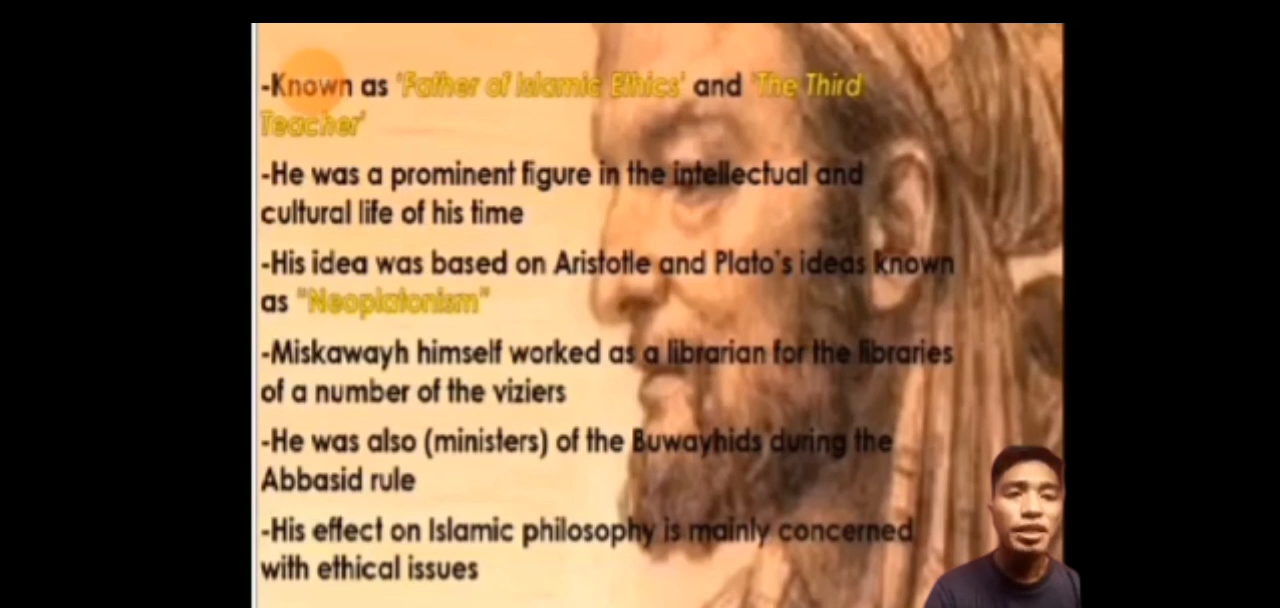 -Known as 'Father of Islamic Ethics' and 'The Third
Teacher'
-He was a prominent figure in the intellectual and
cultural life of his time
-His idea was based on Aristotle and Plato's ideas known
as "Neoplatonism"
-Miskawayh himself worked as a librarian for the libraries
of a number of the viziers
-He was also (ministers) of the Buwayhids during the
Abbasid rule
-His effect on Islamic philosophy is mainly concerned
with ethical issues